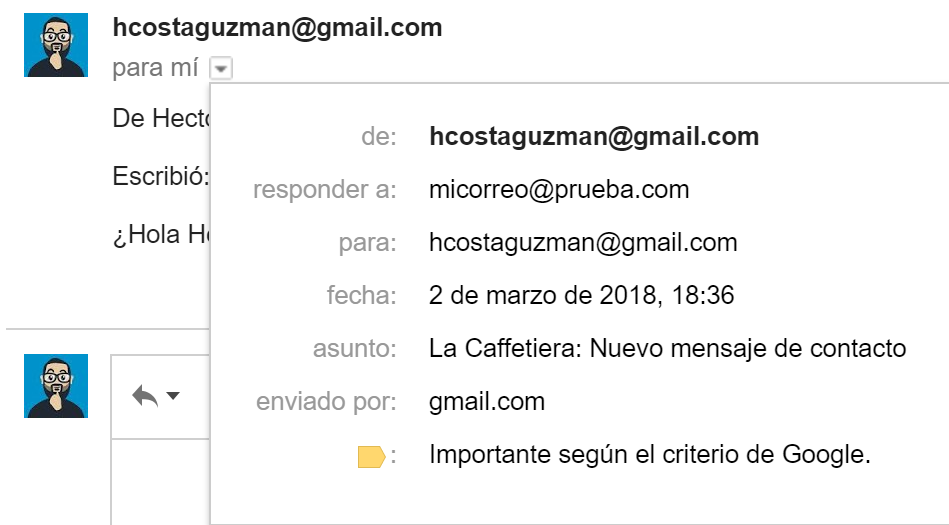 hcostaguzman@gmail.com
para mí
De Hecto
Escribió:
¿Hola He
de: hcostaguzman@gmail.com
responder a: micorreo@prueba.com
para: hcostaguzman@gmail.com
fecha: 2 de marzo de 2018, 18:36
asunto: La Caffetiera: Nuevo mensaje de contacto
enviado por: gmail.com
: Importante según el criterio de Google.